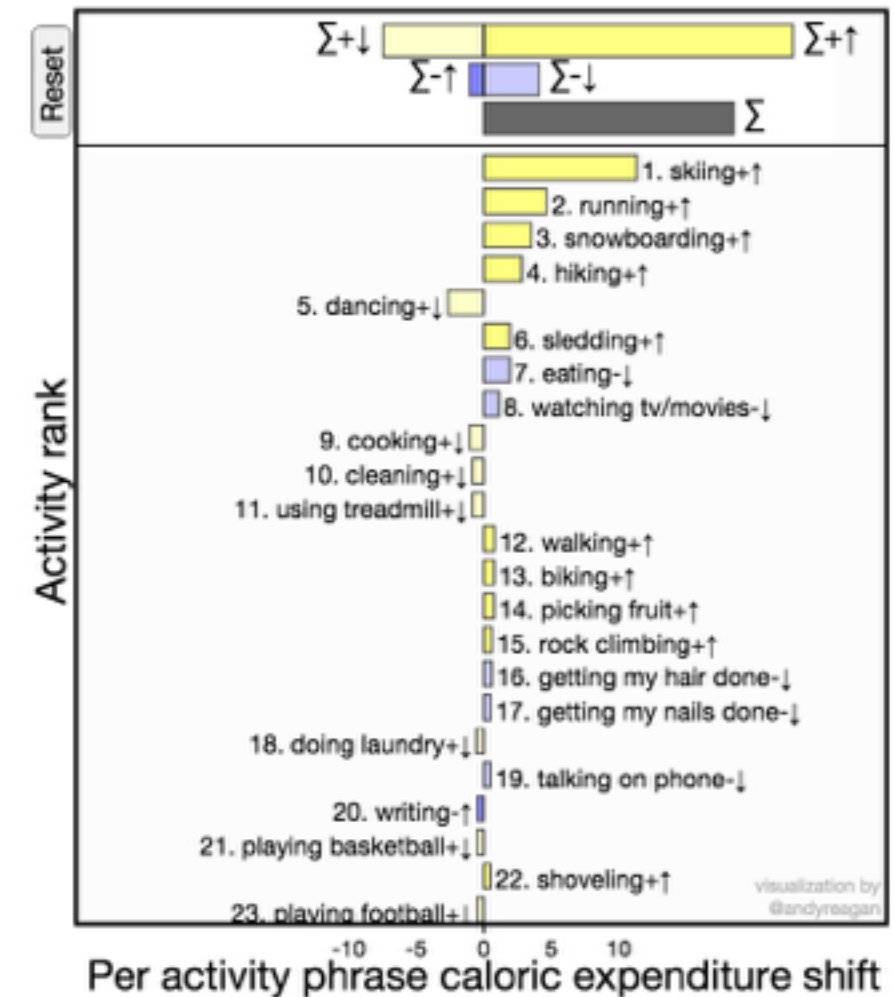 Reset
∑+↓
∑+↑
∑-↑
∑-↓
∑
1. skiing+↑
2. running+↑
3. snowboarding+↑
4. hiking+↑
5. dancing+↓
6. sledding+↑
7. eating-↓
8. watching tv/movies-↓
9. cooking+↓
10. cleaning+↓
11. using treadmill+↓
12. walking+↑
13. biking+↑
14. picking fruit+↑
15. rock climbing+↑
16. getting my hair done-↓
17. getting my nails done-↓
18. doing laundry+↓
19. talking on phone-↓
20. writing-↑
21. playing basketball+↓
22. shoveling+↑
23. playing football+↓
visualization by
@andyreagan
Activity rank
-10 -5 0 5 10
Per activity phrase caloric expenditure shift